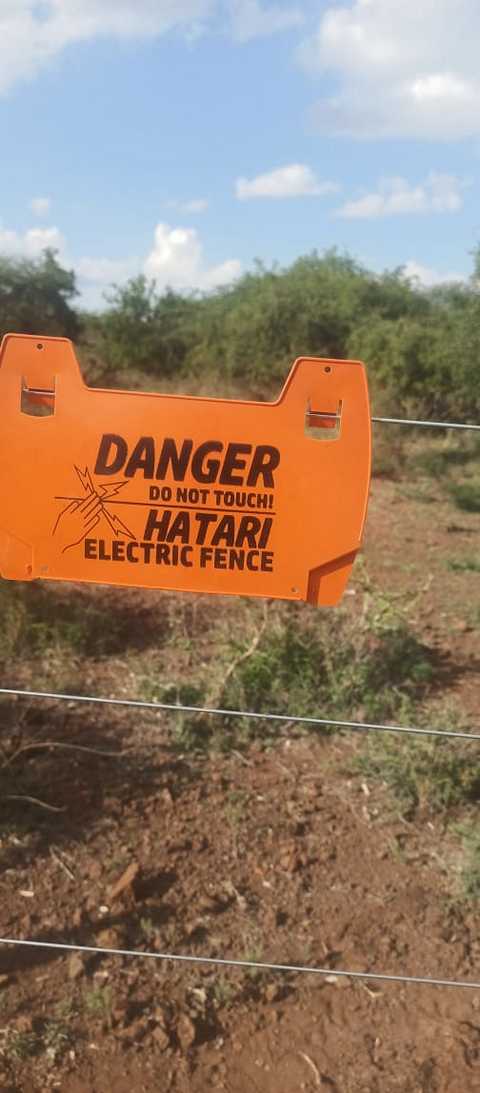 DANGER
DO NOT TOUCH!
HATARI
ELECTRIC FENCE